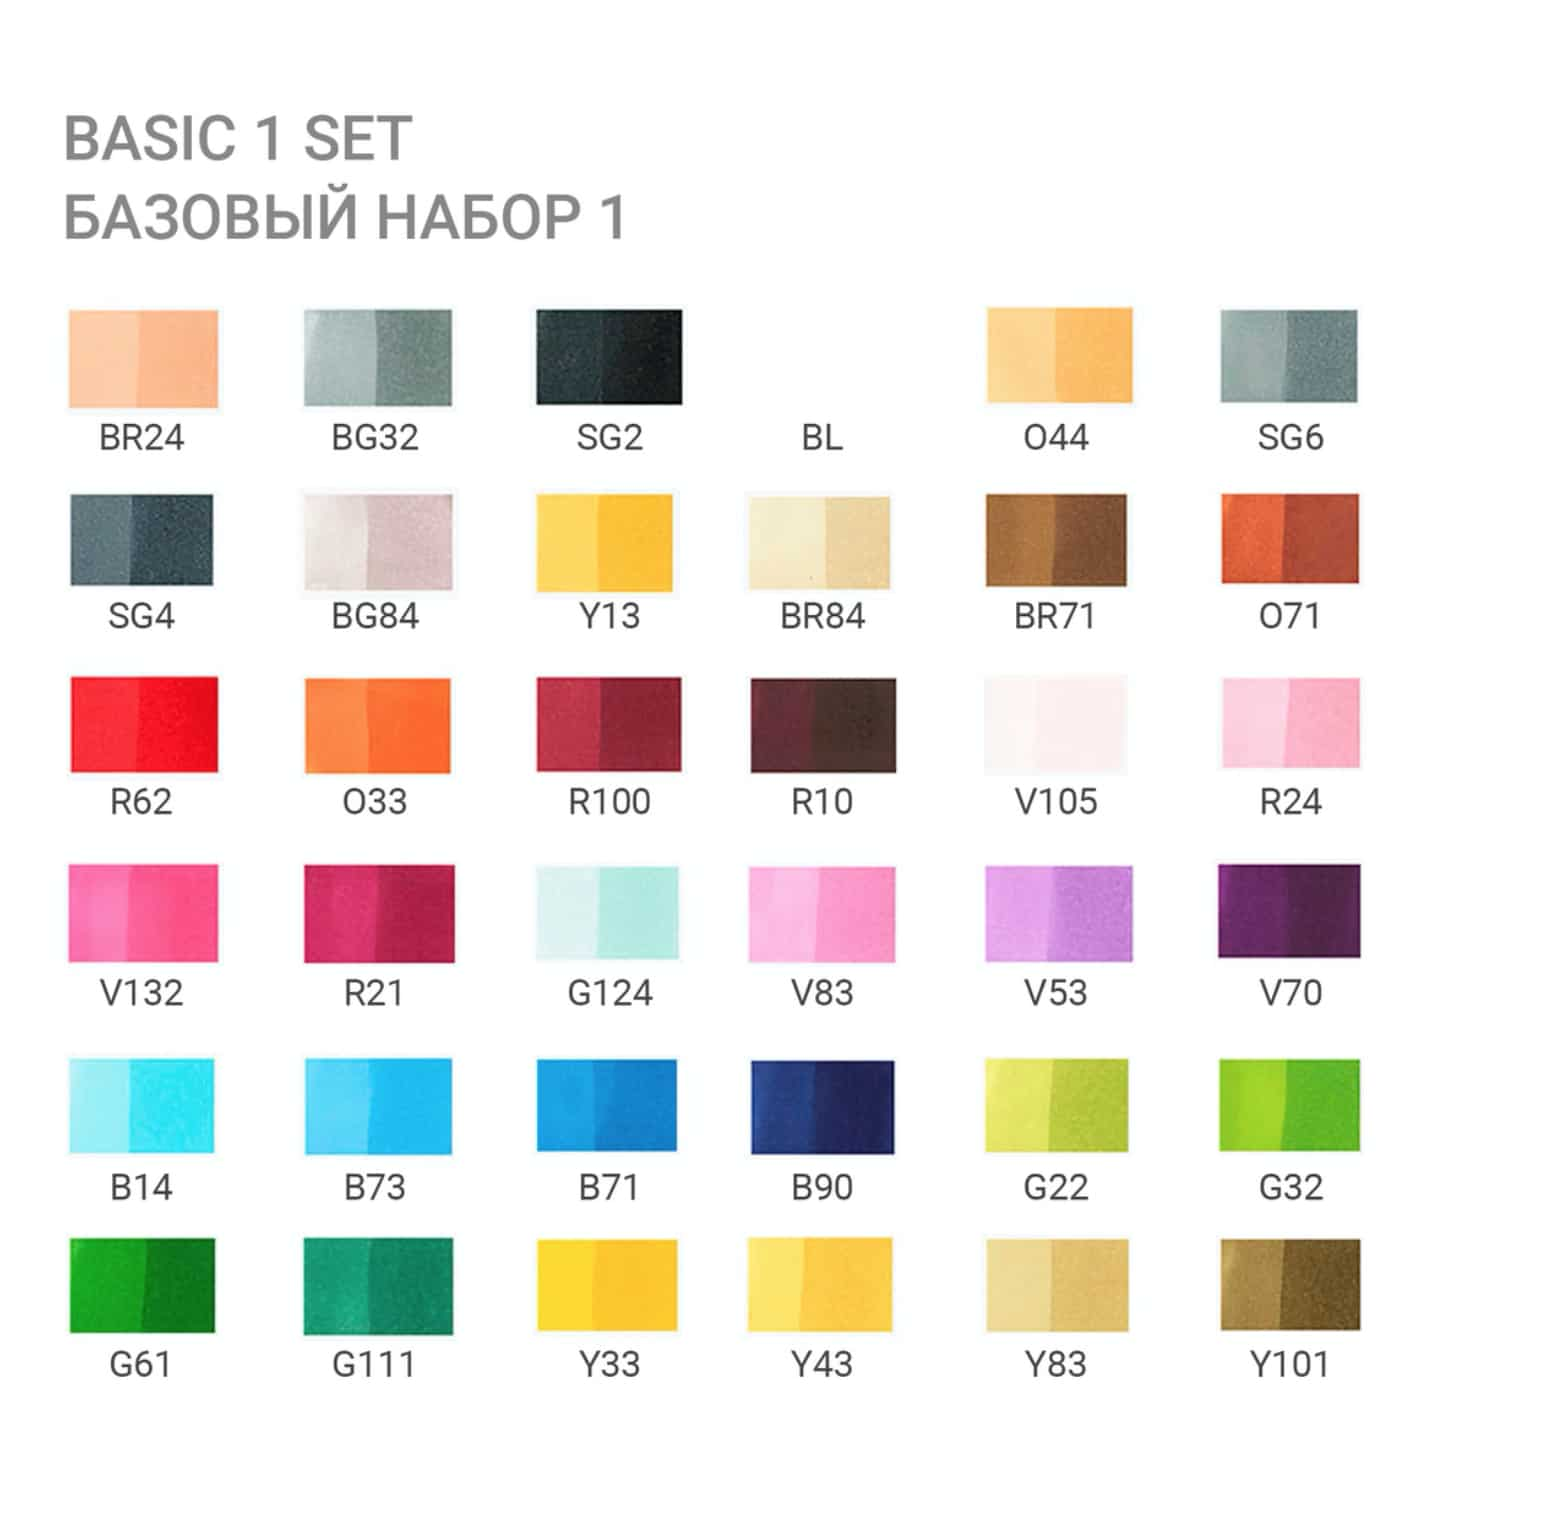 BASIC 1 SET
БАЗОВЫЙ НАБОР 1
BR24 BG32 SG2 BL O44 SG6
SG4 BG84 Y13 BR84 BR71 O71
R62 O33 R100 R10 V105 R24
V132 R21 G124 V83 V53 V70
B14 B73 B71 B90 G22 G32
G61 G111 Y33 Y43 Y83 Y101